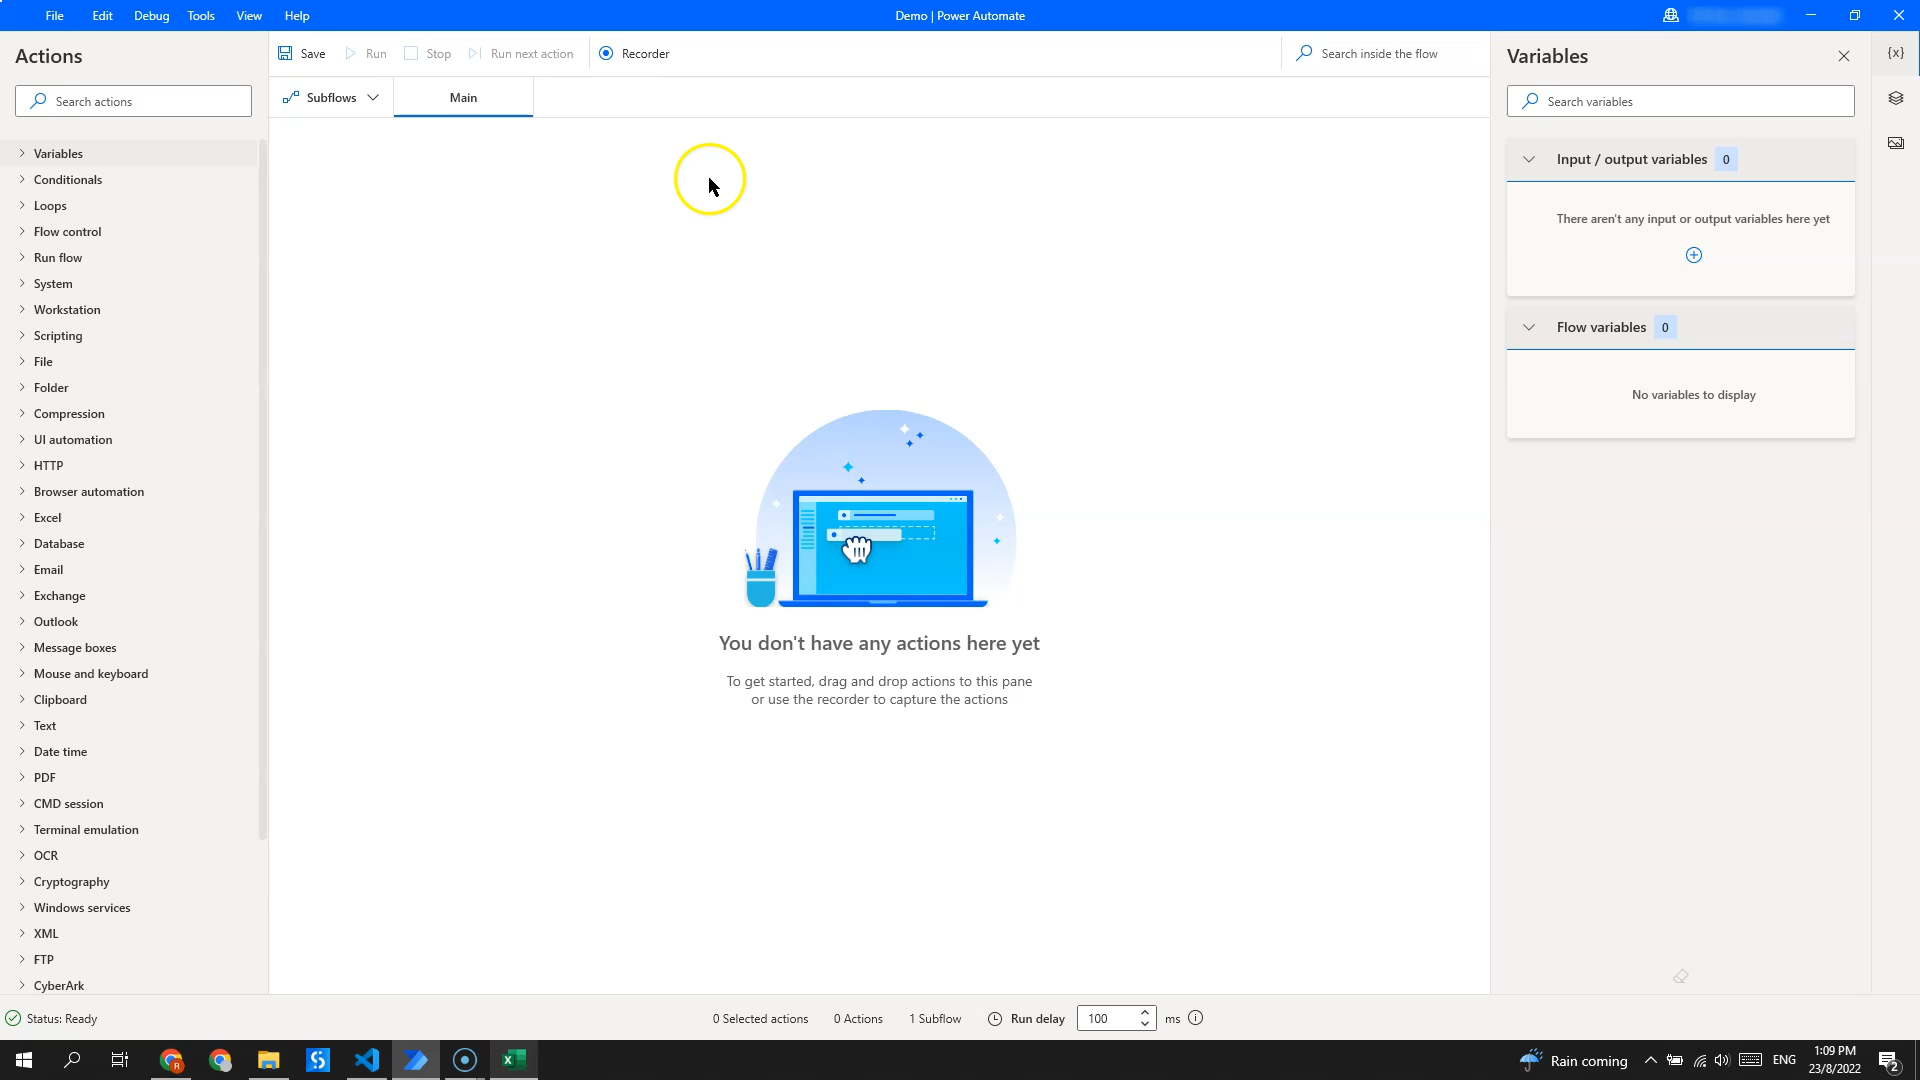 File Edit Debug Tools View Help
Demo | Power Automate
Actions
Search actions
Variables
Conditionals
Loops
Flow control
Run flow
System
Workstation
Scripting
File
Folder
Compression
UI automation
HTTP
Browser automation
Excel
Database
Email
Exchange
Outlook
Message boxes
Mouse and keyboard
Clipboard
Text
Date time
PDF
CMD session
Terminal emulation
OCR
Cryptography
Windows services
XML
FTP
CyberArk
Save Run Stop Run next action Recorder
Search inside the flow
Subflows Main
You don't have any actions here yet
To get started, drag and drop actions to this pane
or use the recorder to capture the actions
Variables
{x}
Search variables
Input / output variables 0
There aren't any input or output variables here yet
Flow variables 0
No variables to display
Status: Ready
0 Selected actions 0 Actions 1 Subflow Run delay 100 ms
Rain coming
ENG
1:09 PM
23/8/2022
2